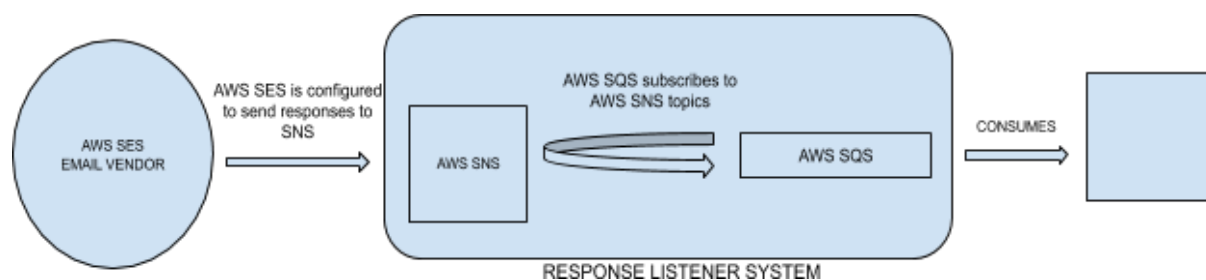 AWS SES
EMAIL VENDOR
AWS SES is configured
to send responses to
SNS
AWS SNS
AWS SQS subscribes to
AWS SNS topics
AWS SQS
RESPONSE LISTENER SYSTEM
CONSUMES